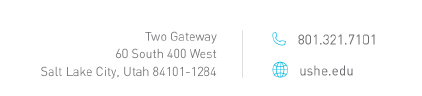 Two Gateway
60 South 400 West
Salt Lake City, Utah 84101-1284
801.321.7101
ushe.edu